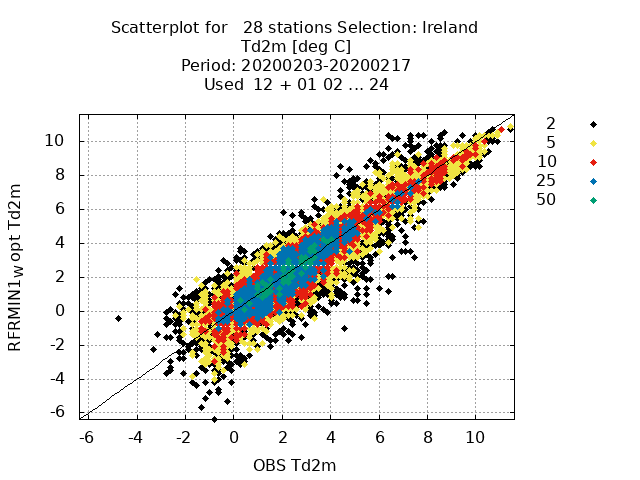 Scatterplot for   28 stations Selection: Ireland
Td2m [deg C]
Period: 20200203-20200217
Used  12 + 01 02 ... 24
2
5
10
25
50
10
8
6
4
2
0
-2
-4
-6
RFRMIN1w opt Td2m
-6 -4 -2 0 2 4 6 8 10
OBS Td2m